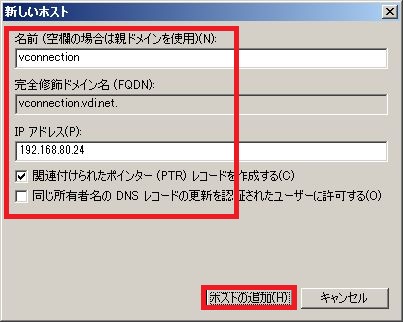 新しいホスト
名前 (空欄の場合は親ドメインを使用)(N):
vconnection
完全修飾ドメイン名 (FQDN):
vconnection.vdi.net.
IP アドレス(P):
192.168.80.24
関連付けられたポインター (PTR) レコードを作成する(C)
同じ所有者名の DNS レコードの更新を認証されたユーザーに許可する(O)
ホストの追加(H) キャンセル